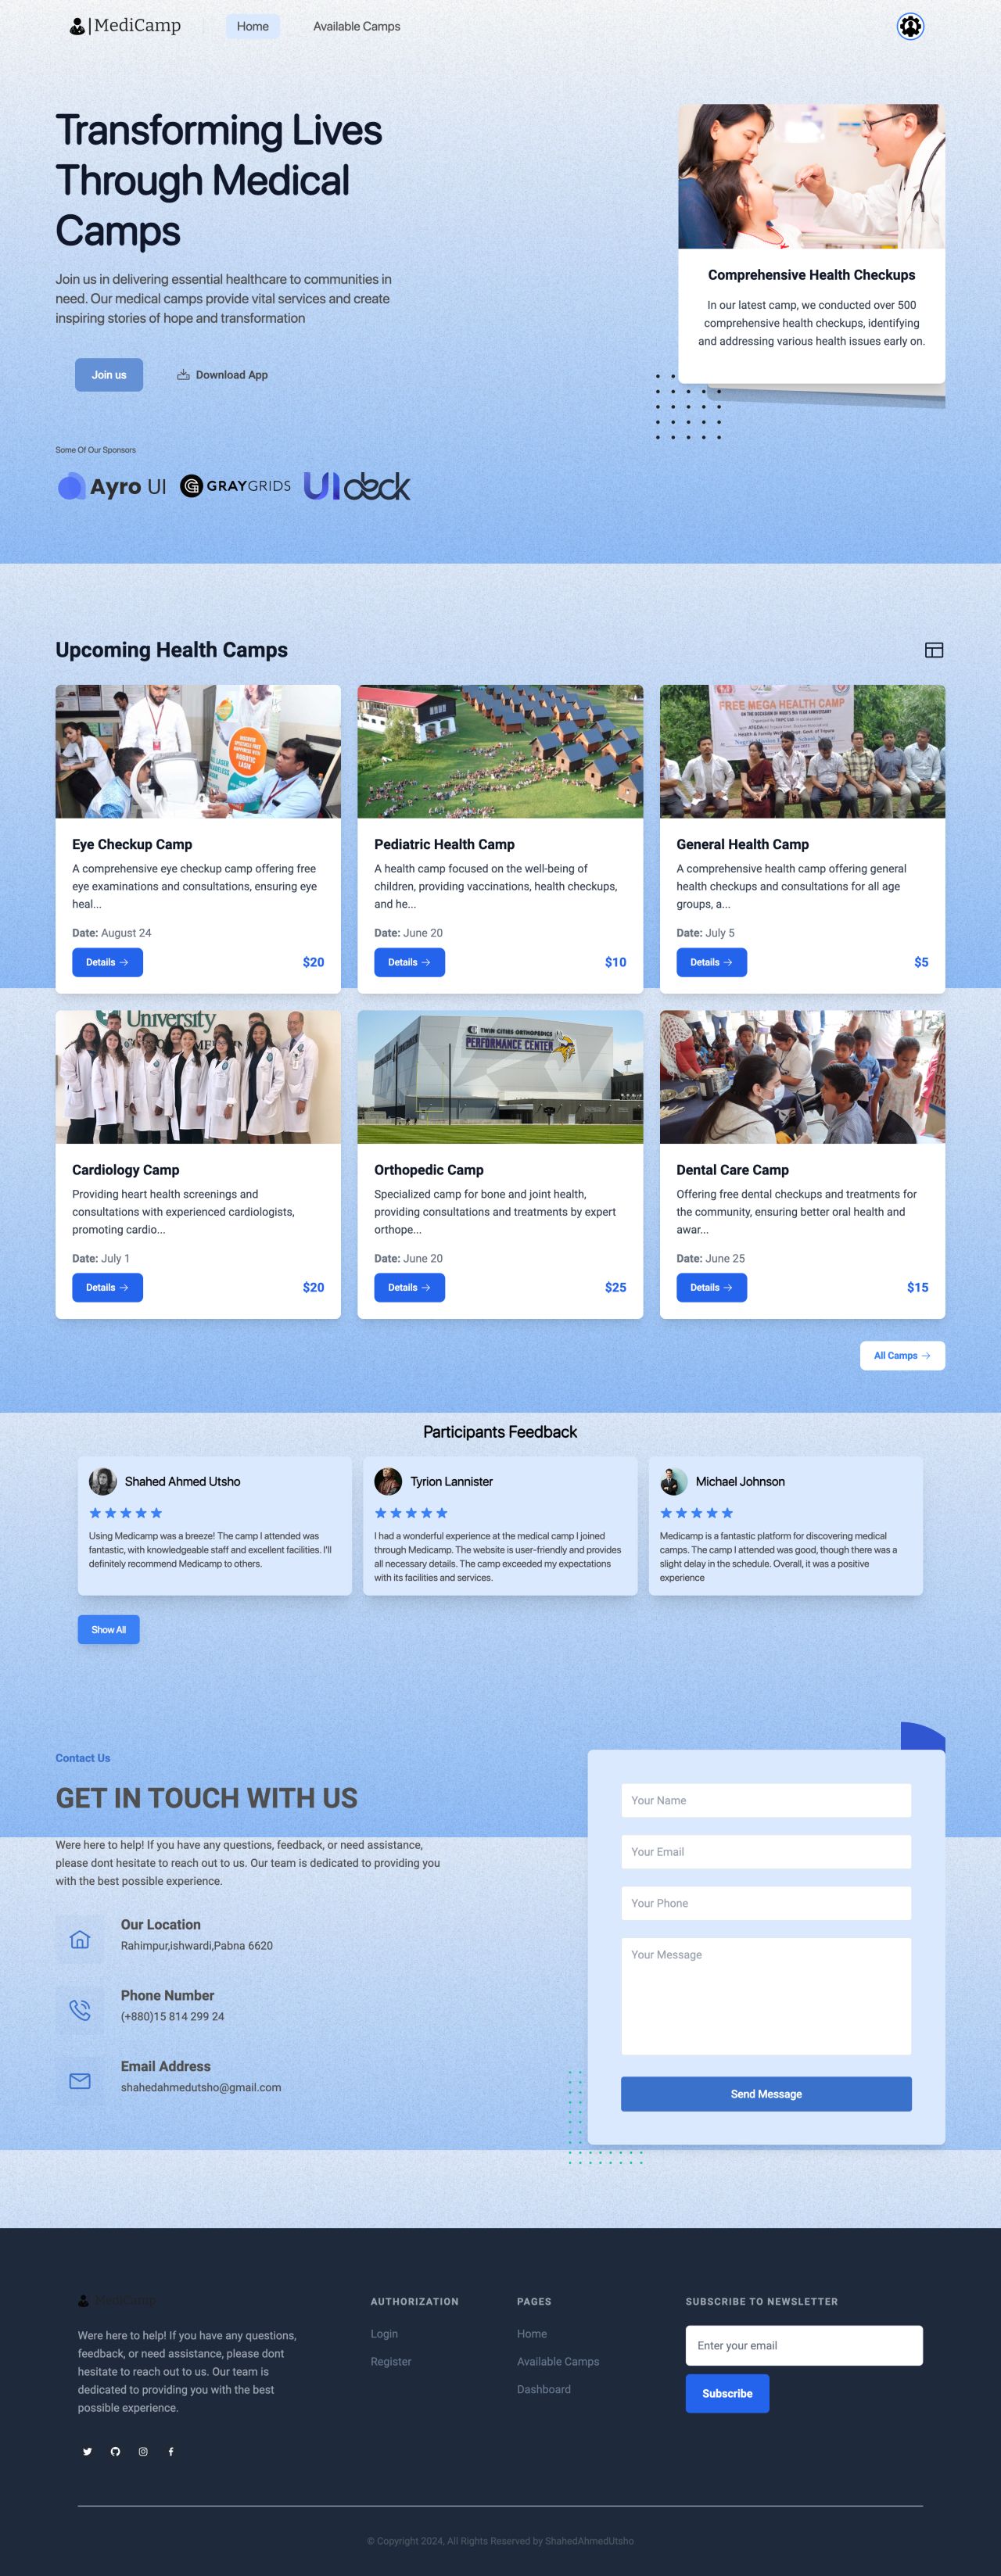 MediCamp
Home
Available Camps
Transforming Lives
Through Medical
Camps
Join us in delivering essential healthcare to communities in
need. Our medical camps provide vital services and create
inspiring stories of hope and transformation
Join us
Download App
Some Of Our Sponsors
Ayro UI
GRAYGRIDS
UIdeck
Comprehensive Health Checkups
In our latest camp, we conducted over 500
comprehensive health checkups, identifying
and addressing various health issues early on.
Upcoming Health Camps
FREE MEGA HEALTH CAMP
Eye Checkup Camp
A comprehensive eye checkup camp offering free
eye examinations and consultations, ensuring eye
heal...
Date: August 24
Details →
$20
Pediatric Health Camp
A health camp focused on the well-being of
children, providing vaccinations, health checkups,
and he...
Date: June 20
Details →
$10
General Health Camp
A comprehensive health camp offering general
health checkups and consultations for all age
groups, a...
Date: July 5
Details →
$5
University
TWIN CITIES ORTHOPEDICS
PERFORMANCE CENTER
Cardiology Camp
Providing heart health screenings and
consultations with experienced cardiologists,
promoting cardio...
Date: July 1
Details →
$20
Orthopedic Camp
Specialized camp for bone and joint health,
providing consultations and treatments by expert
orthope...
Date: June 20
Details →
$25
Dental Care Camp
Offering free dental checkups and treatments for
the community, ensuring better oral health and
awar...
Date: June 25
Details →
$15
All Camps →
Participants Feedback
Shahed Ahmed Utsho
Using Medicamp was a breeze! The camp I attended was
fantastic, with knowledgeable staff and excellent facilities. I'll
definitely recommend Medicamp to others.
Tyrion Lannister
I had a wonderful experience at the medical camp I joined
through Medicamp. The website is user-friendly and provides
all necessary details. The camp exceeded my expectations
with its facilities and services.
Michael Johnson
Medicamp is a fantastic platform for discovering medical
camps. The camp I attended was good, though there was a
slight delay in the schedule. Overall, it was a positive
experience
Show All
Contact Us
GET IN TOUCH WITH US
Were here to help! If you have any questions, feedback, or need assistance,
please dont hesitate to reach out to us. Our team is dedicated to providing you
with the best possible experience.
Our Location
Rahimpur,ishwardi,Pabna 6620
Phone Number
(+880)15 814 299 24
Email Address
shahedahmedutsho@gmail.com
Your Name
Your Email
Your Phone
Your Message
Send Message
MediCamp
Were here to help! If you have any questions,
feedback, or need assistance, please dont
hesitate to reach out to us. Our team is
dedicated to providing you with the best
possible experience.
AUTHORIZATION
Login
Register
PAGES
Home
Available Camps
Dashboard
SUBSCRIBE TO NEWSLETTER
Enter your email
Subscribe
© Copyright 2024, All Rights Reserved by ShahedAhmedUtsho